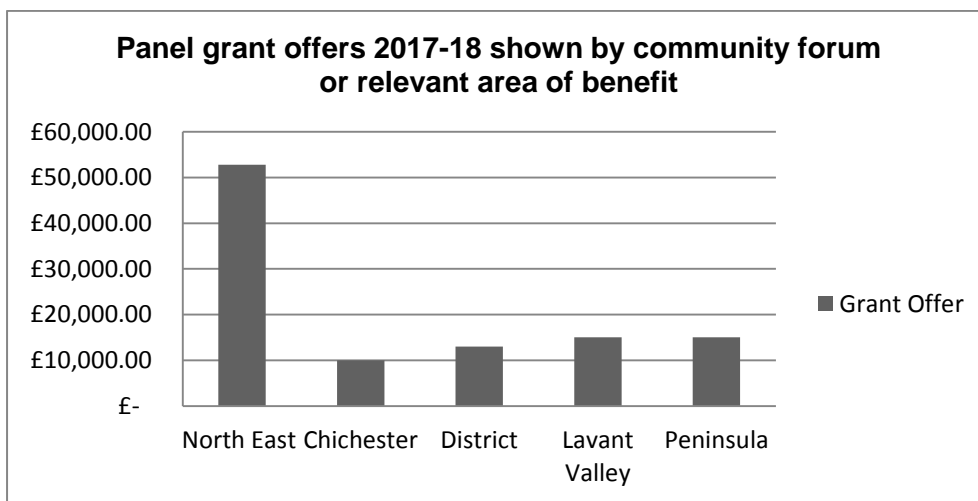 Panel grant offers 2017-18 shown by community forum
or relevant area of benefit
£60,000.00
£50,000.00
£40,000.00
£30,000.00
£20,000.00
£10,000.00
£-
North East
Chichester
District
Lavant
Valley
Peninsula
Grant Offer